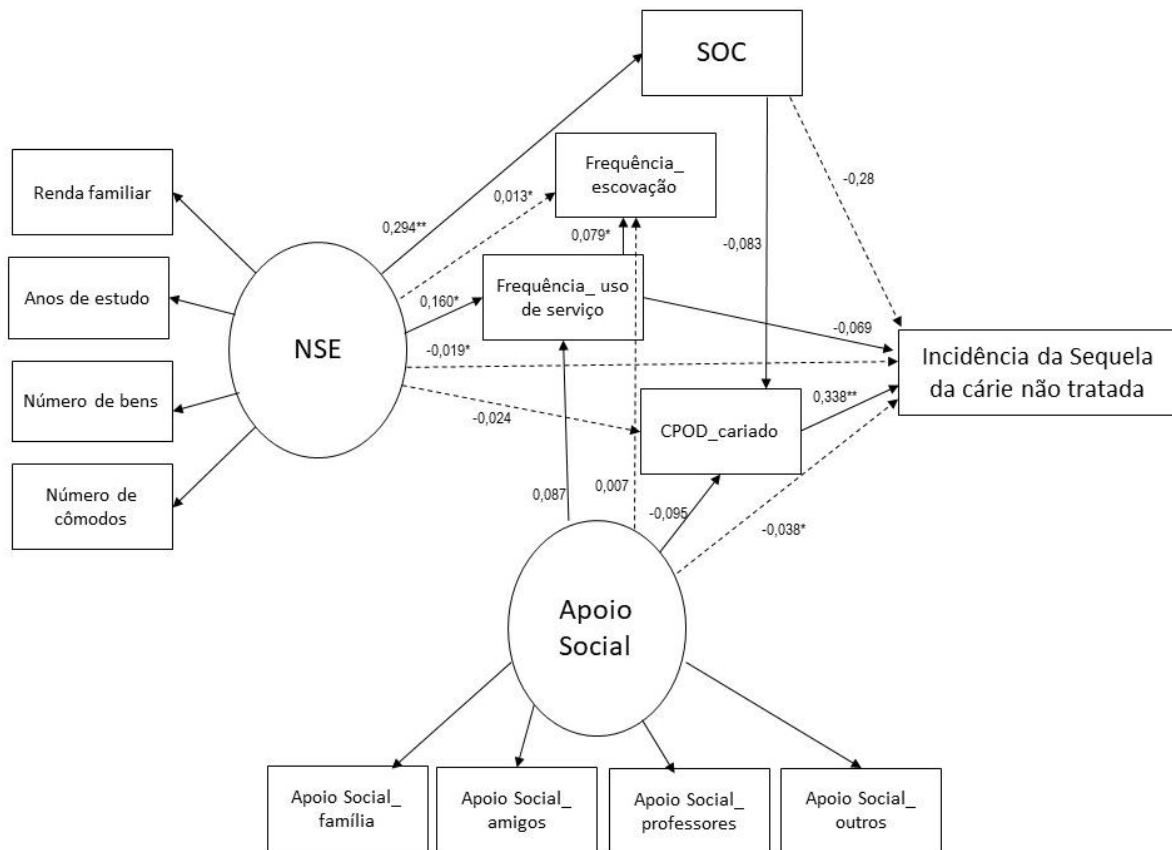 SOC
Frequência_
escovação
Renda familiar
0,013*
-0,28
0,294**
0,079*
-0,083
Anos de estudo
Frequência_ uso
de serviço
0,160*
NSE
-0,069
-0,019*
Incidência da Sequela
da cárie não tratada
Número de bens
0,338**
-0,024
CPOD_cariado
Número de
cômodos
0,087
0,007
-0,095
-0,038*
Apoio
Social
Apoio Social_
família
Apoio Social_
amigos
Apoio Social_
professores
Apoio Social_
outros